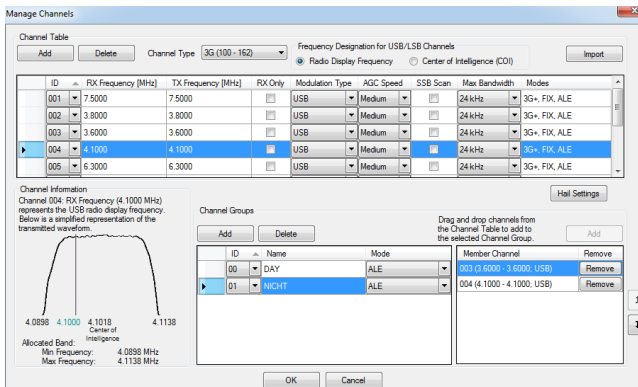 Manage Channels
Channel Table
Add Delete Channel Type 3G (100 - 162)
Frequency Designation for USB/LSB Channels
Radio Display Frequency Center of Intelligence (COI)
Import
ID RX Frequency [MHz] TX Frequency [MHz] RX Only Modulation Type AGC Speed SSB Scan Max Bandwidth Modes
001 7.5000 7.5000 USB Medium 24 kHz 3G+, FIX, ALE
002 3.8000 3.8000 USB Medium 24 kHz 3G+, FIX, ALE
003 3.6000 3.6000 USB Medium 24 kHz 3G+, FIX, ALE
004 4.1000 4.1000 USB Medium 24 kHz 3G+, FIX, ALE
005 6.3000 6.3000 USB Medium 24 kHz 3G+, FIX, ALE
Channel Information
Channel 004: RX Frequency (4.1000 MHz)
represents the USB radio display frequency.
Below is a simplified representation of the
transmitted waveform.
4.0898 4.1000 4.1018 4.1138
Center of
Intelligence
Allocated Band:
Min Frequency: 4.0898 MHz
Max Frequency: 4.1138 MHz
Hail Settings
Channel Groups
Add Delete
Drag and drop channels from
the Channel Table to add to
the selected Channel Group.
Add
ID Name Mode
00 DAY ALE
01 NICHT ALE
Member Channel Remove
003 (3.6000 - 3.6000; USB) Remove
004 (4.1000 - 4.1000; USB) Remove
OK Cancel